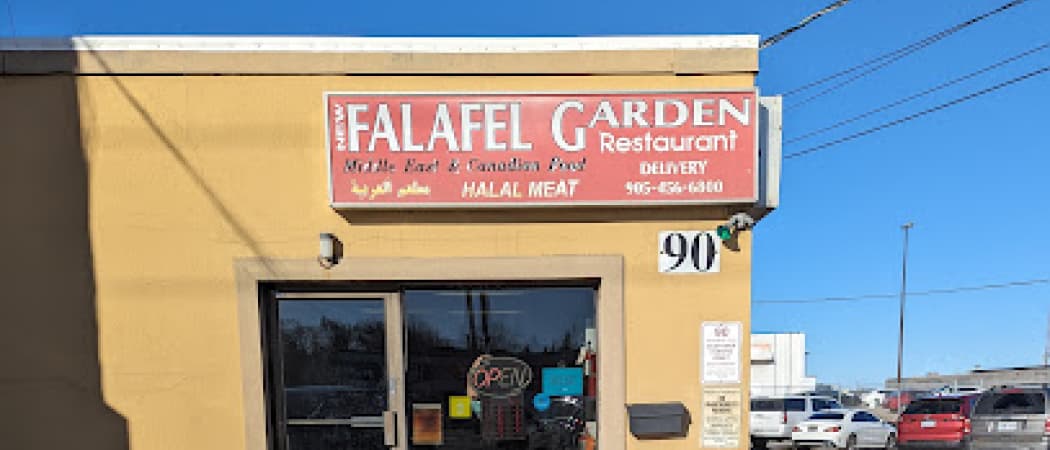 NEW FALAFEL GARDEN
Restaurant
Middle East & Canadian Food
DELIVERY
مطعم العربية HALAL MEAT 905-456-6800
90
OPEN